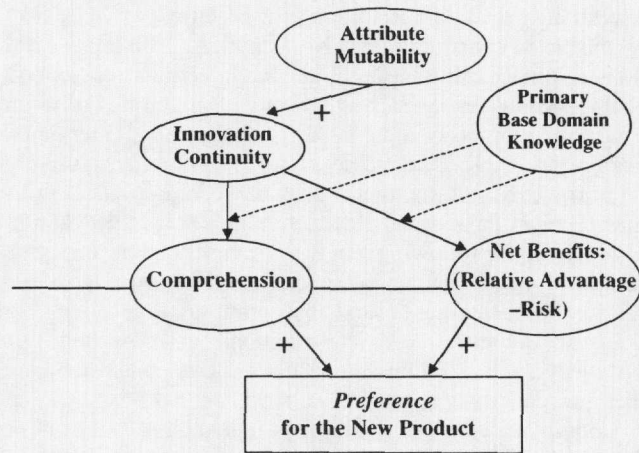 Attribute
Mutability
+
Primary
Base Domain
Knowledge
Innovation
Continuity
Comprehension
Net Benefits:
(Relative Advantage
–Risk)
+
+
Preference
for the New Product